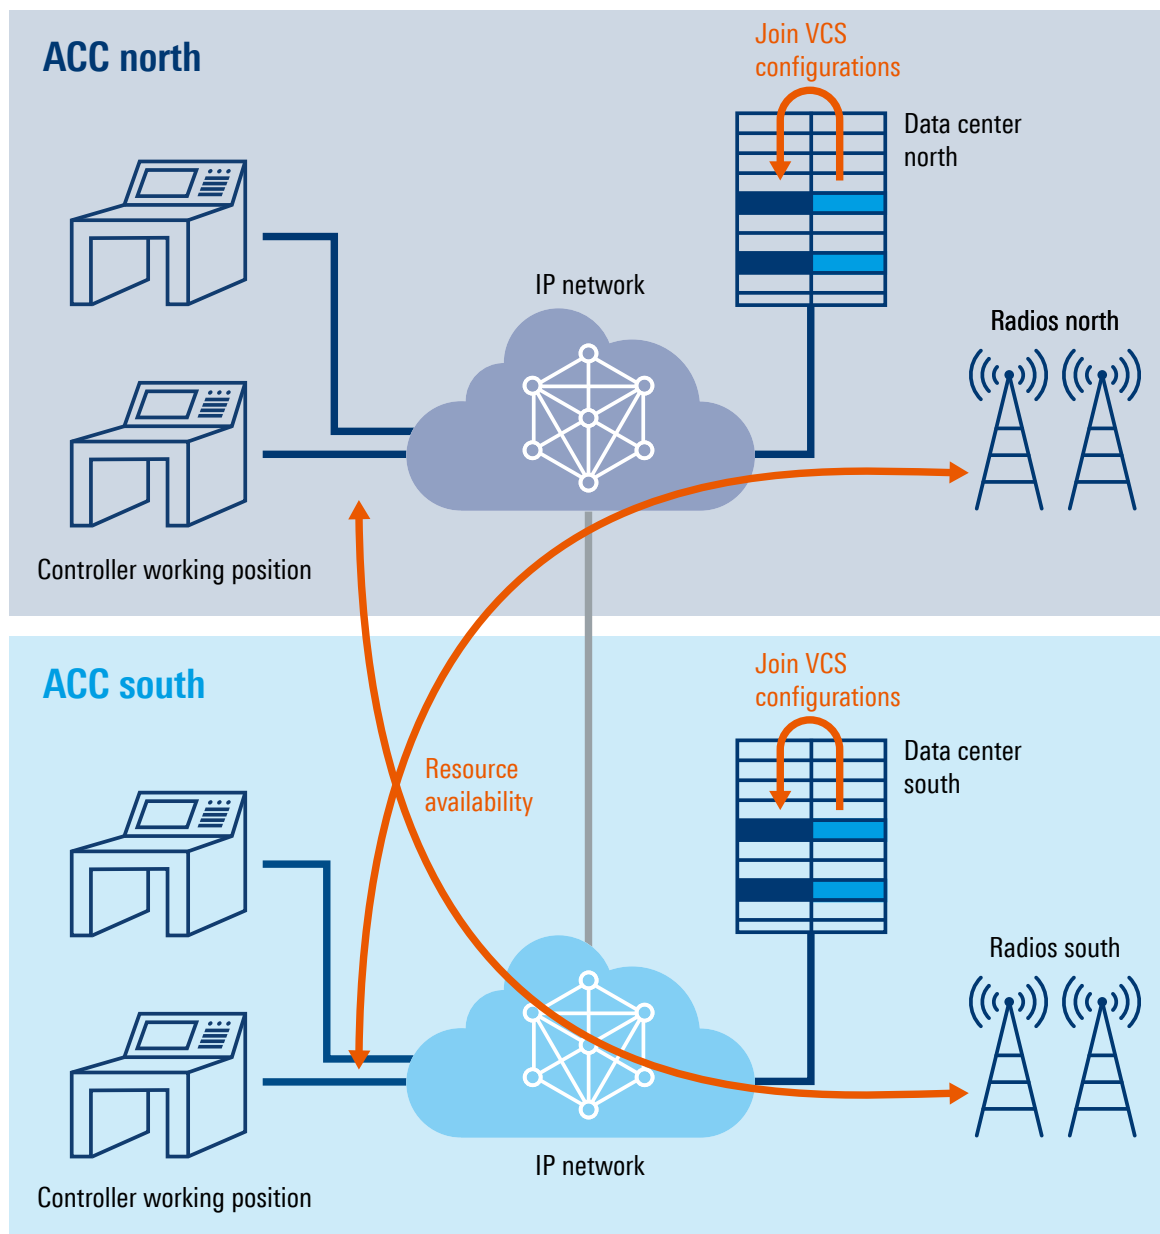 ACC north
Join VCS
configurations
Data center
north
IP network
Radios north
Controller working position
ACC south
Join VCS
configurations
Data center
south
Resource
availability
Radios south
IP network
Controller working position